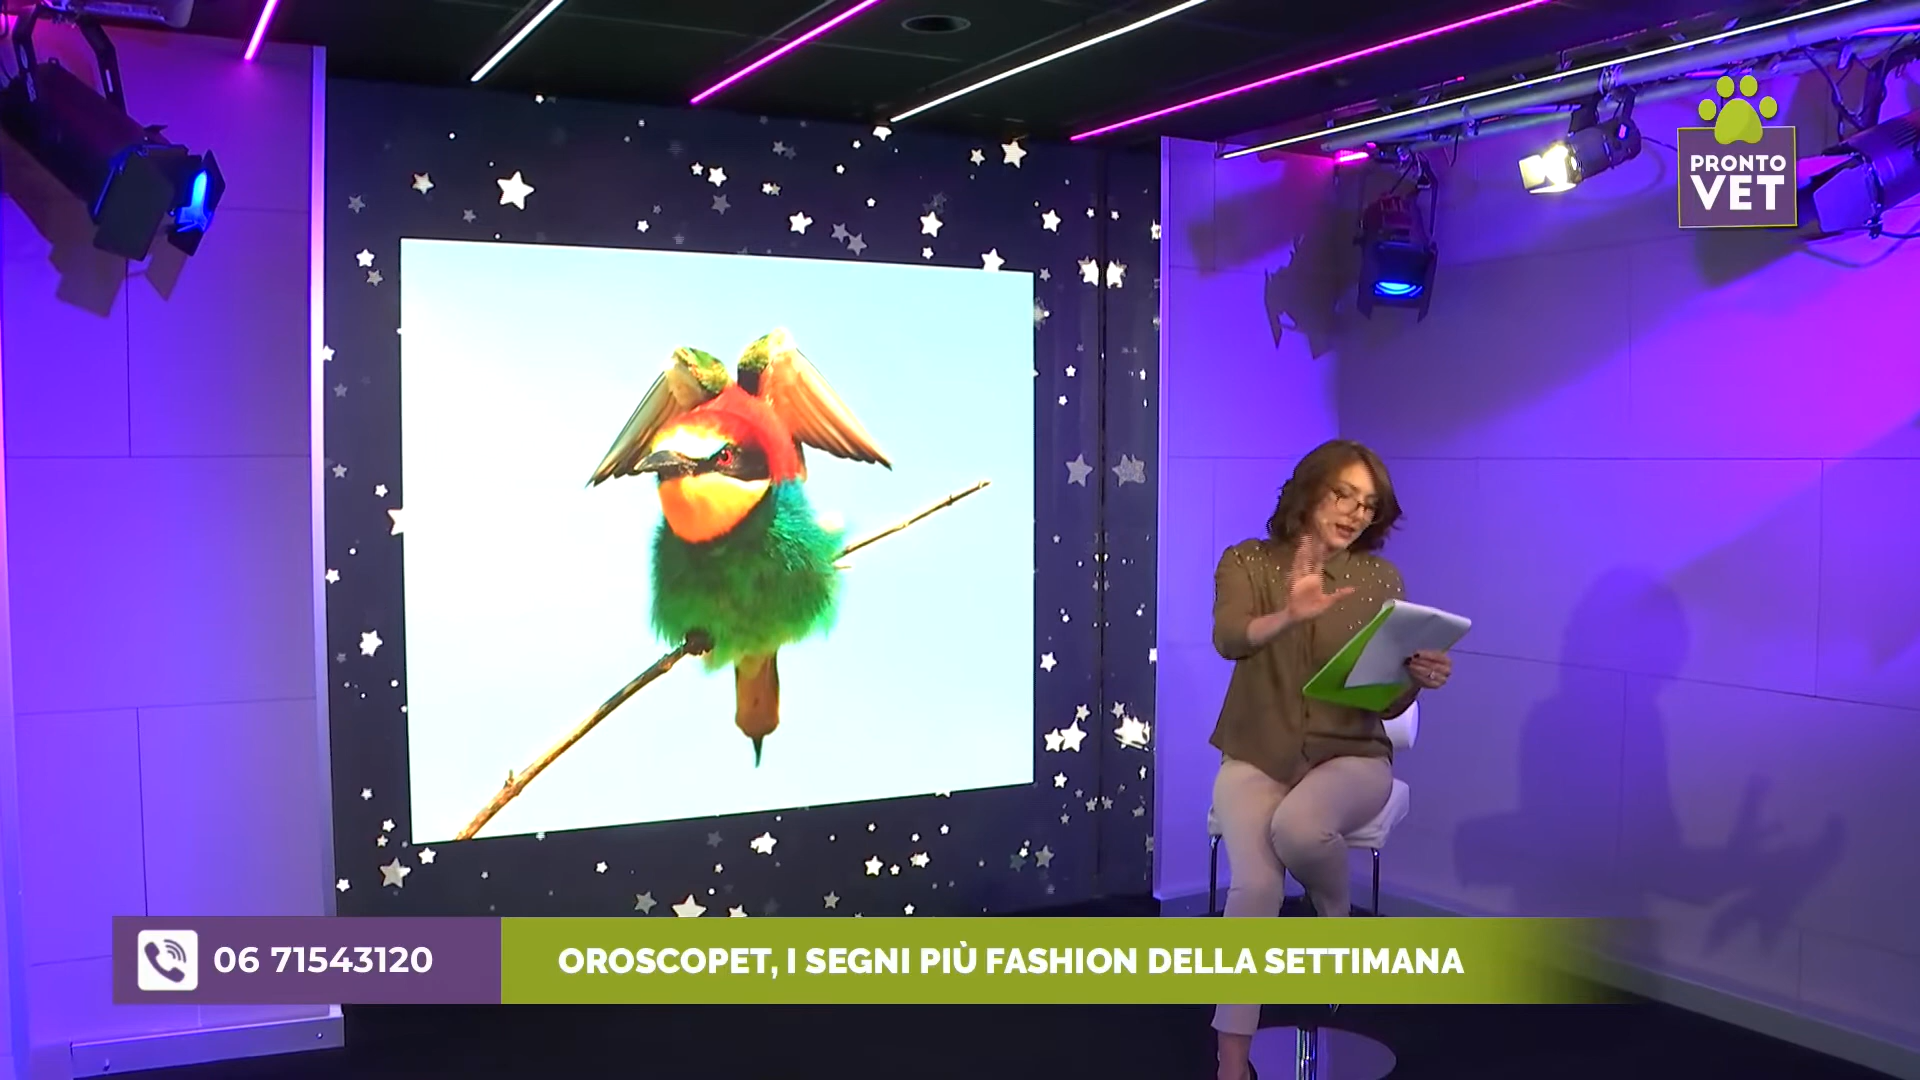 PRONTO
VET
06 71543120
OROSCOPET, I SEGNI PIÙ FASHION DELLA SETTIMANA